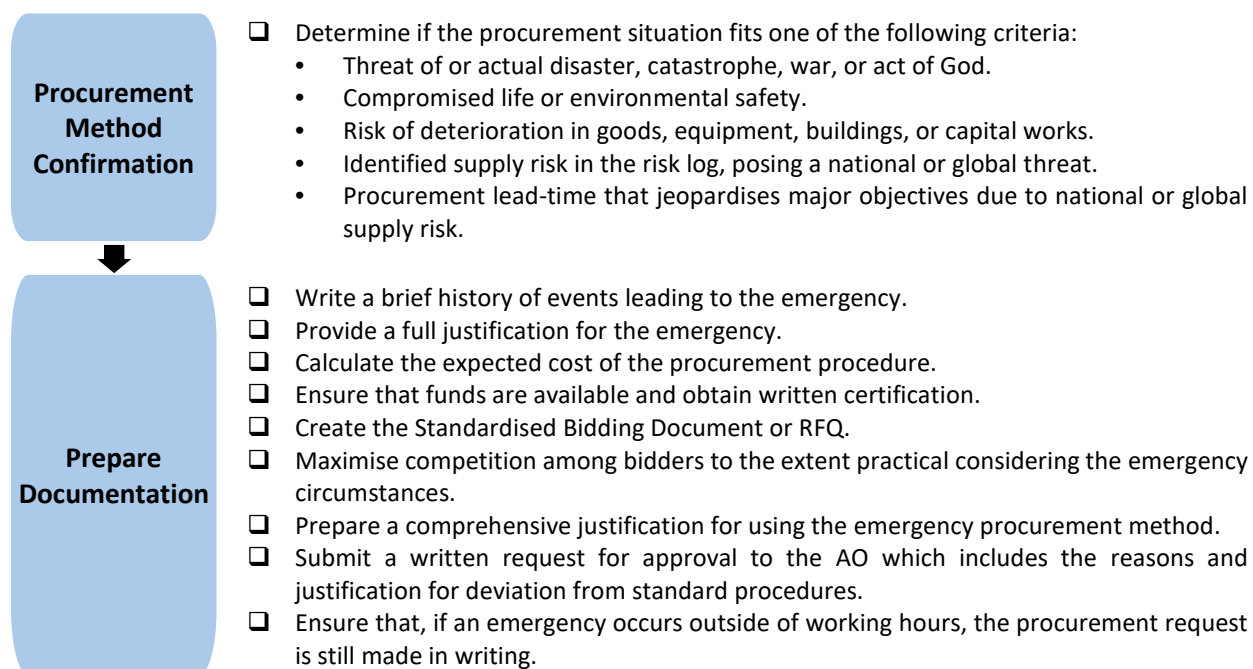 Procurement
Method
Confirmation
❑ Determine if the procurement situation fits one of the following criteria:
• Threat of or actual disaster, catastrophe, war, or act of God.
• Compromised life or environmental safety.
• Risk of deterioration in goods, equipment, buildings, or capital works.
• Identified supply risk in the risk log, posing a national or global threat.
• Procurement lead-time that jeopardises major objectives due to national or global
supply risk.
Prepare
Documentation
❑ Write a brief history of events leading to the emergency.
❑ Provide a full justification for the emergency.
❑ Calculate the expected cost of the procurement procedure.
❑ Ensure that funds are available and obtain written certification.
❑ Create the Standardised Bidding Document or RFQ.
❑ Maximise competition among bidders to the extent practical considering the emergency
circumstances.
❑ Prepare a comprehensive justification for using the emergency procurement method.
❑ Submit a written request for approval to the AO which includes the reasons and
justification for deviation from standard procedures.
❑ Ensure that, if an emergency occurs outside of working hours, the procurement request
is still made in writing.